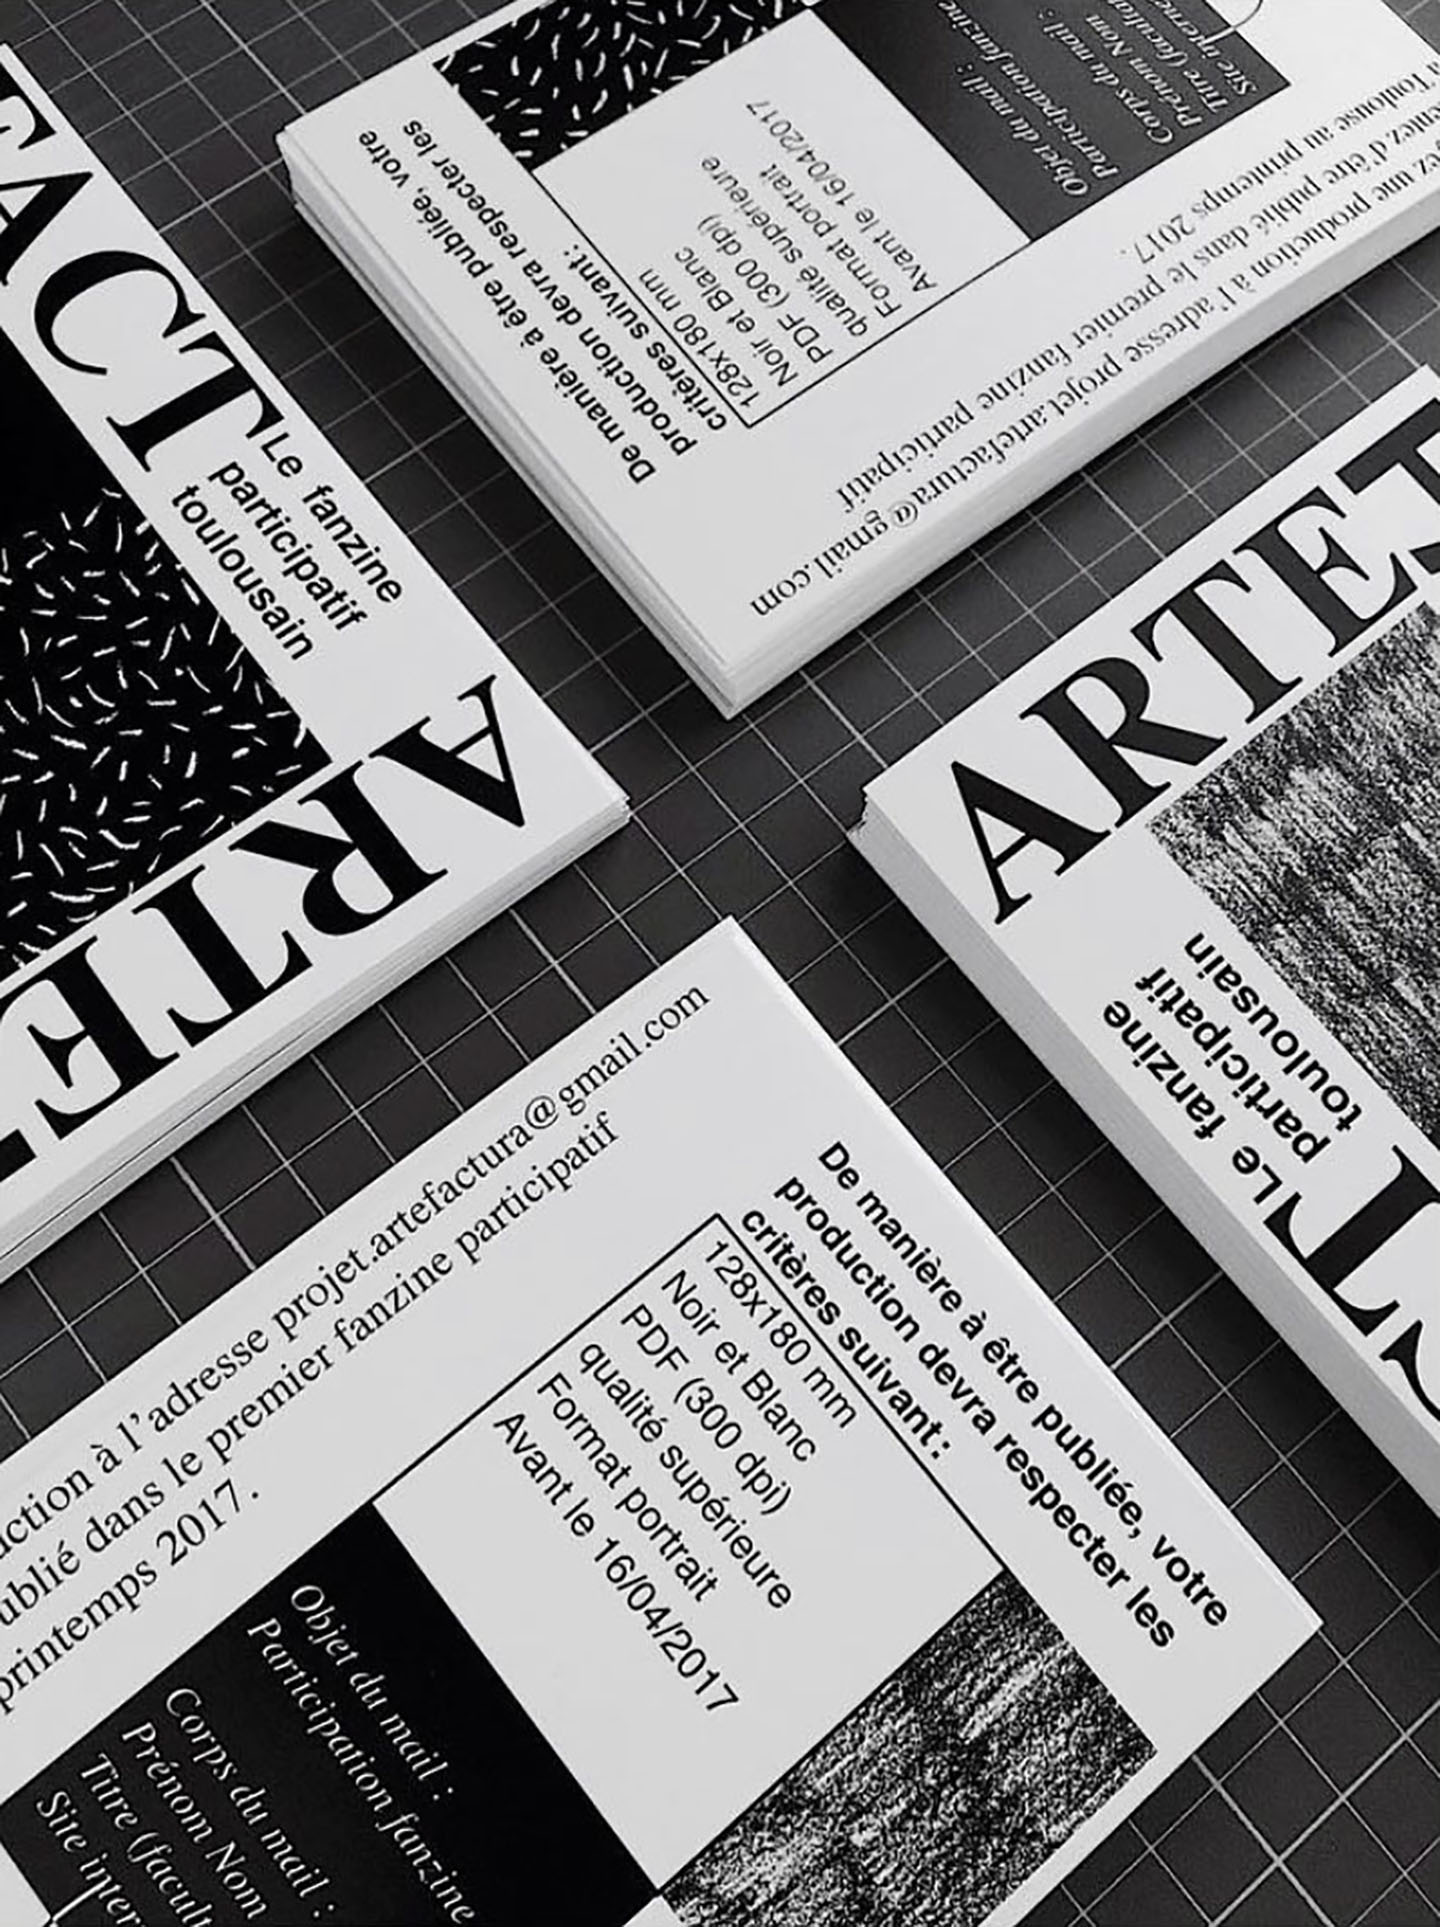 FACT
Le fanzine
participatif
toulousain
ARTE
De manière à être publiée, votre
production devra respecter les
critères suivant :
128x180 mm
Noir et Blanc
PDF (300 dpi)
qualité supérieure
Format portrait
Avant le 16/04/2017
Objet du mail :
Participation fanzine
Corps du mail :
Prénom Nom
Titre (facultat
Site interne
ez une production à l'adresse projet.artefactura@gmail.com
entez d'être publié dans le premier fanzine participatif
à Toulouse au printemps 2017.
ARTE
Le fanzine
participatif
toulousain
uction à l'adresse projet.artefactura@gmail.com
ublié dans le premier fanzine participatif
printemps 2017.
De manière à être publiée, votre
production devra respecter les
critères suivant :
128x180 mm
Noir et Blanc
PDF (300 dpi)
qualité supérieure
Format portrait
Avant le 16/04/2017
Objet du mail :
Participation fanzine
Corps du mail :
Prénom Nom
Titre (facult
Site inter